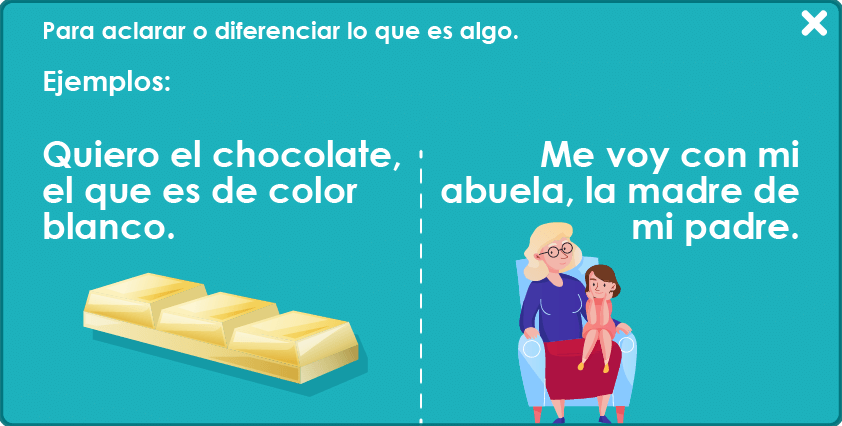 Para aclarar o diferenciar lo que es algo.
Ejemplos:
Quiero el chocolate,
el que es de color
blanco.
Me voy con mi
abuela, la madre de
mi padre.